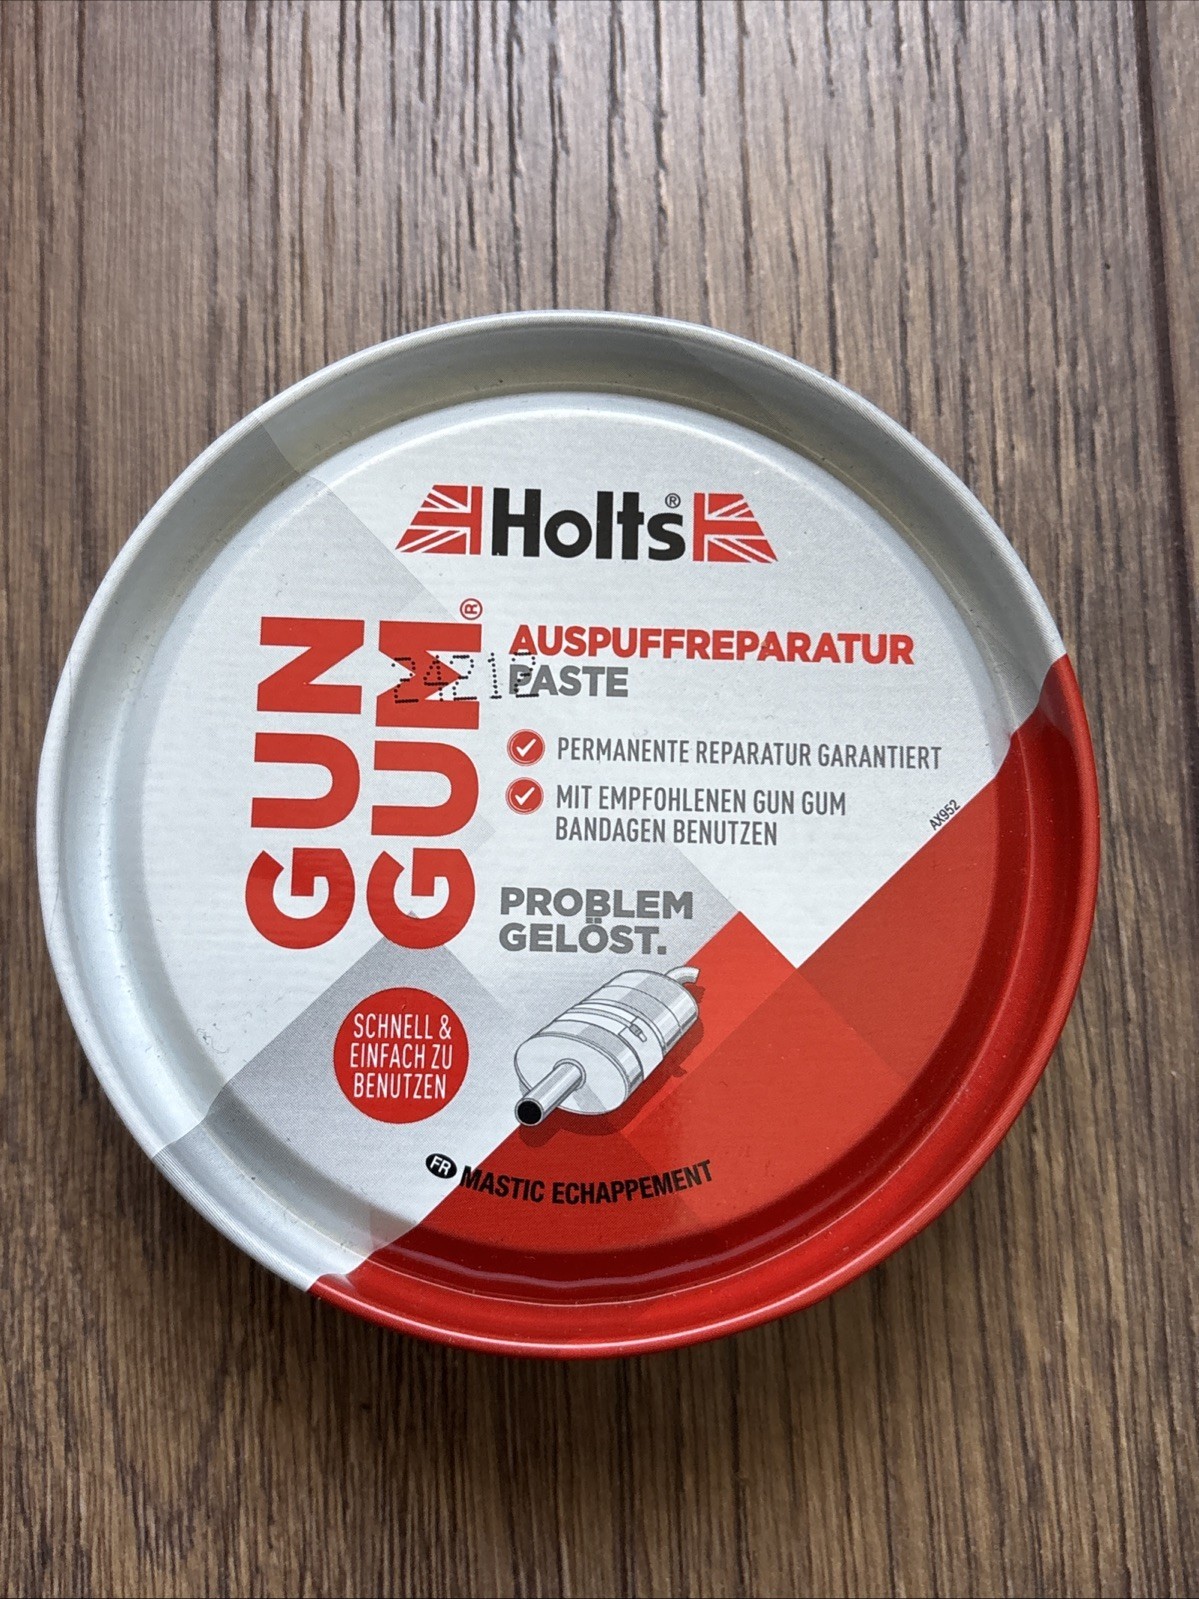 Holts®
GUN
GUM®
AUSPUFFREPARATUR
PASTE
24212
PERMANENTE REPARATUR GARANTIERT
MIT EMPFOHLENEN GUN GUM
BANDAGEN BENUTZEN
AX952
PROBLEM
GELÖST.
SCHNELL &
EINFACH ZU
BENUTZEN
FR MASTIC ECHAPPEMENT